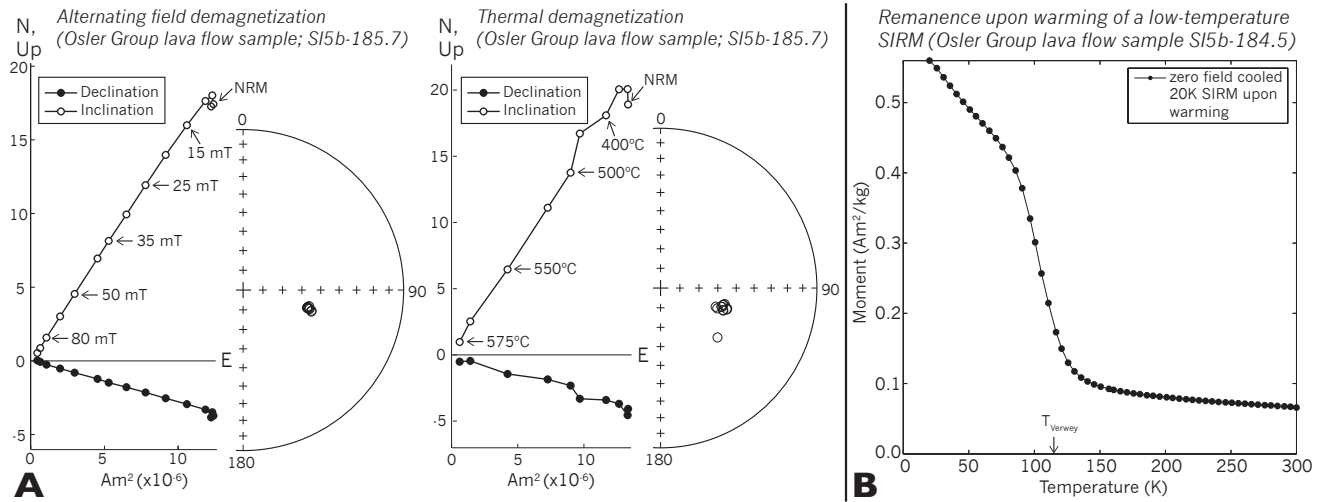 Alternating field demagnetization
(Osler Group lava flow sample; SI5b-185.7)
N,
Up
20
15
10
5
0
-5
Declination
Inclination
NRM
15 mT
25 mT
35 mT
50 mT
80 mT
E
0
5
10
Am² (x10⁻⁶)
0
90
180
A
Thermal demagnetization
(Osler Group lava flow sample; SI5b-185.7)
N,
Up
20
15
10
5
0
-5
Declination
Inclination
NRM
400ºC
500ºC
550ºC
575ºC
E
0
5
10
Am² (x10⁻⁶)
0
90
180
Remanence upon warming of a low-temperature
SIRM (Osler Group lava flow sample SI5b-184.5)
zero field cooled
20K SIRM upon
warming
Moment (Am²/kg)
0.5
0.4
0.3
0.2
0.1
0.0
T Verwey
0
50
100
150
200
250
300
Temperature (K)
B